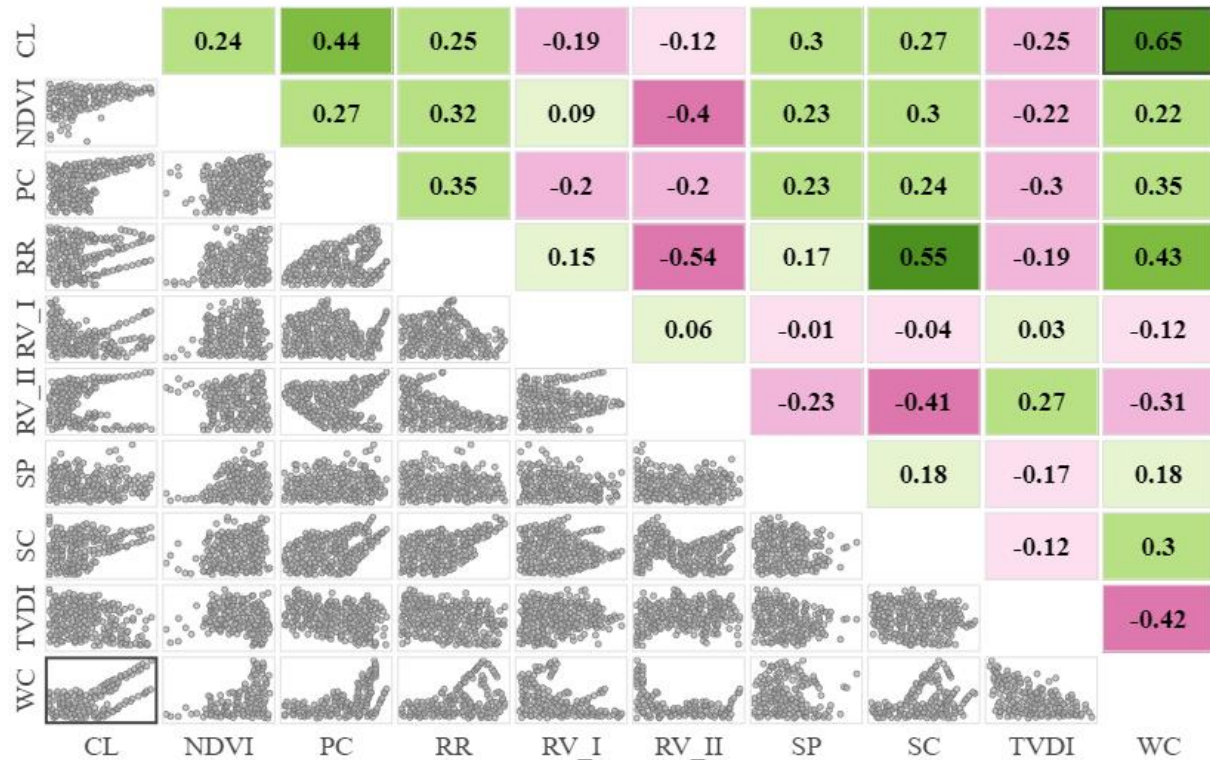 CL 0.24 0.44 0.25 -0.19 -0.12 0.3 0.27 -0.25 0.65
NDVI 0.27 0.32 0.09 -0.4 0.23 0.3 -0.22 0.22
PC 0.35 -0.2 -0.2 0.23 0.24 -0.3 0.35
RR 0.15 -0.54 0.17 0.55 -0.19 0.43
RV_I 0.06 -0.01 -0.04 0.03 -0.12
RV_II -0.23 -0.41 0.27 -0.31
SP 0.18 -0.17 0.18
SC -0.12 0.3
TVDI -0.42
WC
CL NDVI PC RR RV_I RV_II SP SC TVDI WC